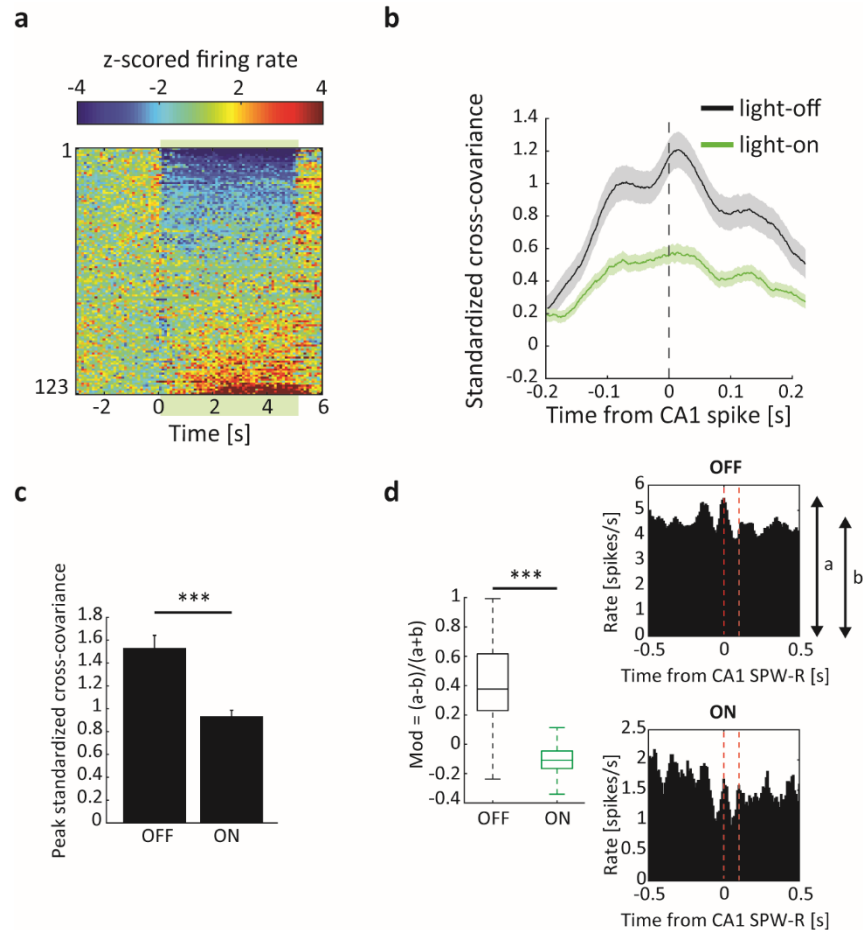 a
z-scored firing rate
-4 -2 2 4
1
123
-2 0 2 4 6
Time [s]
b
light-off
light-on
Standardized cross-covariance
1.4
1.2
1
0.8
0.6
0.4
0.2
0
-0.2
-0.2 -0.1 0 0.1 0.2
Time from CA1 spike [s]
c
***
Peak standardized cross-covariance
1.8
1.6
1.4
1.2
1
0.8
0.6
0.4
0.2
0
OFF ON
d
***
Mod = (a-b)/(a+b)
1
0.8
0.6
0.4
0.2
0
-0.2
-0.4
OFF ON
OFF
Rate [spikes/s]
6
5
4
3
2
1
0
a
b
-0.5 0 0.5
Time from CA1 SPW-R [s]
ON
Rate [spikes/s]
2.5
2
1.5
1
0.5
0
-0.5 0 0.5
Time from CA1 SPW-R [s]